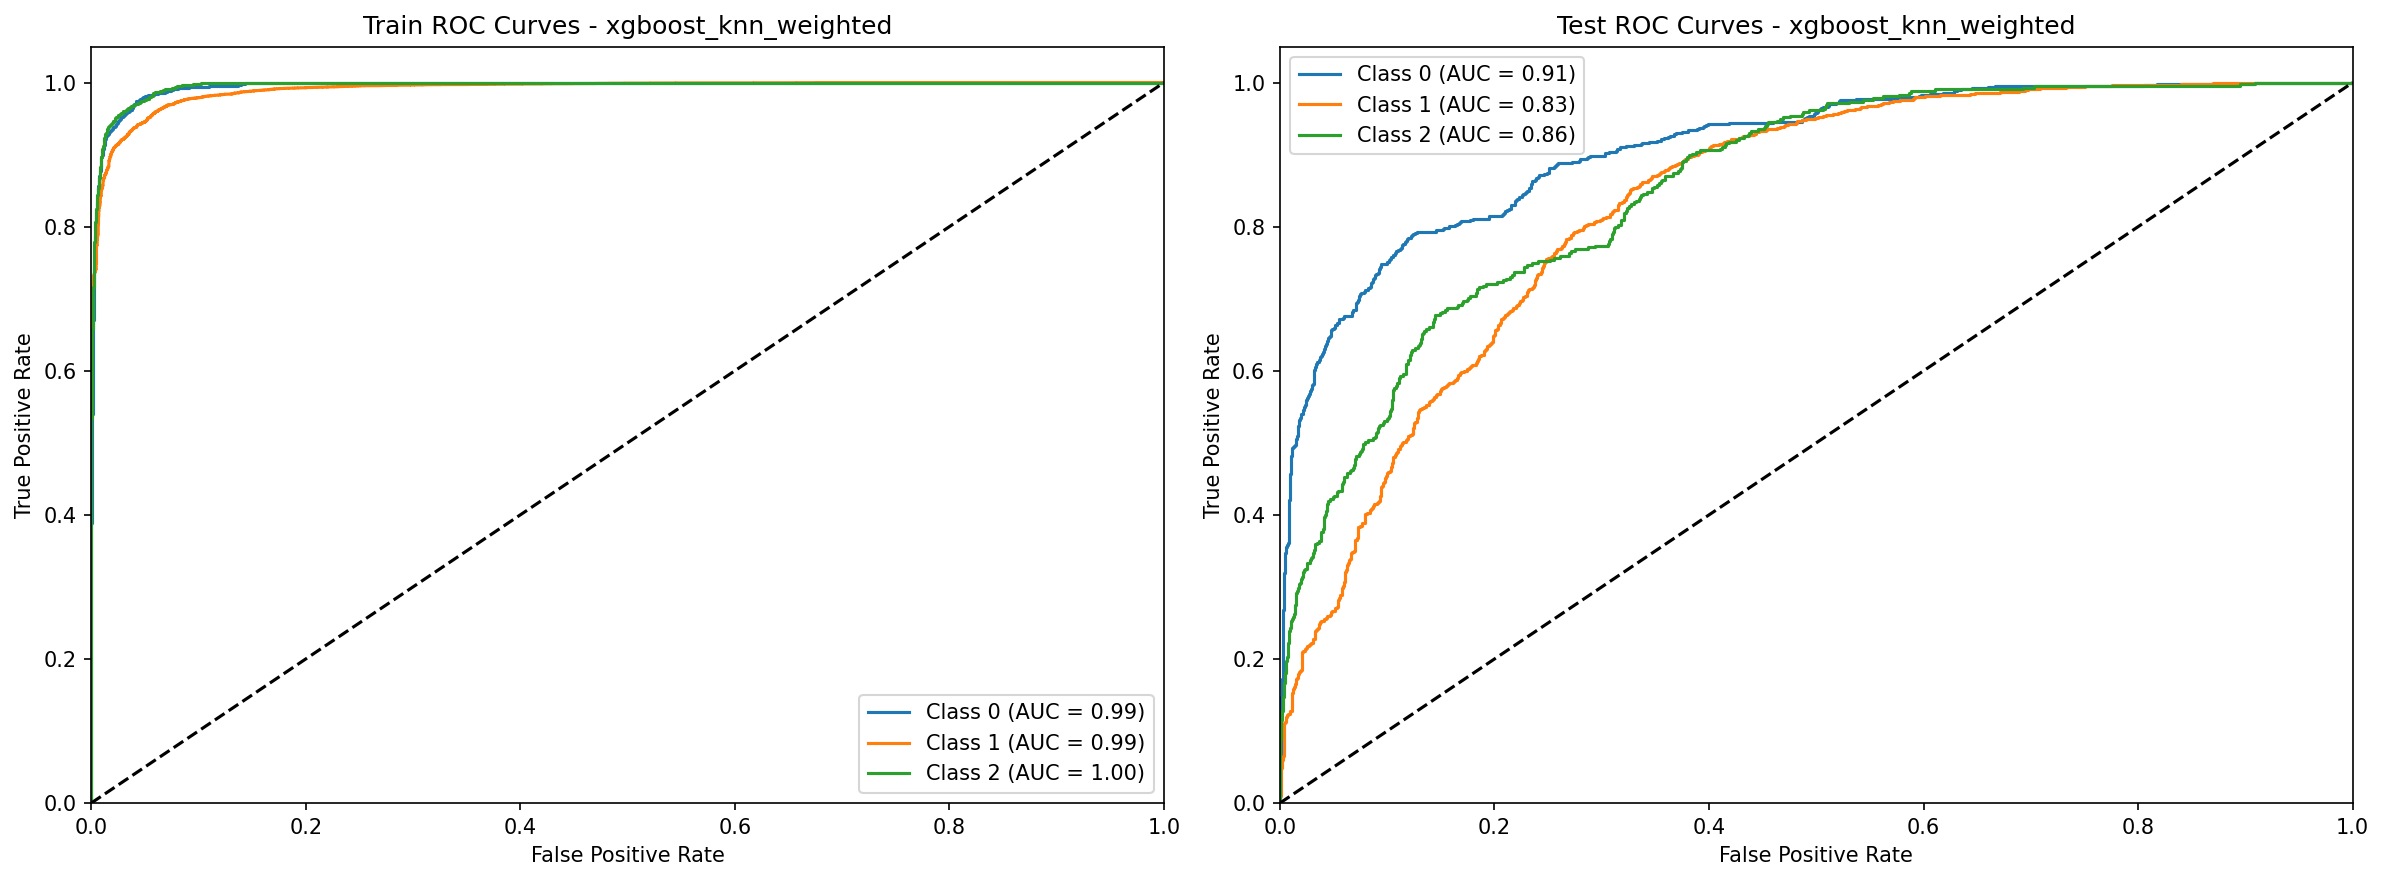 Train ROC Curves - xgboost_knn_weighted
True Positive Rate
1.0
0.8
0.6
0.4
0.2
0.0
Class 0 (AUC = 0.99)
Class 1 (AUC = 0.99)
Class 2 (AUC = 1.00)
0.0 0.2 0.4 0.6 0.8 1.0
False Positive Rate
Test ROC Curves - xgboost_knn_weighted
True Positive Rate
Class 0 (AUC = 0.91)
Class 1 (AUC = 0.83)
Class 2 (AUC = 0.86)
1.0
0.8
0.6
0.4
0.2
0.0
0.0 0.2 0.4 0.6 0.8 1.0
False Positive Rate